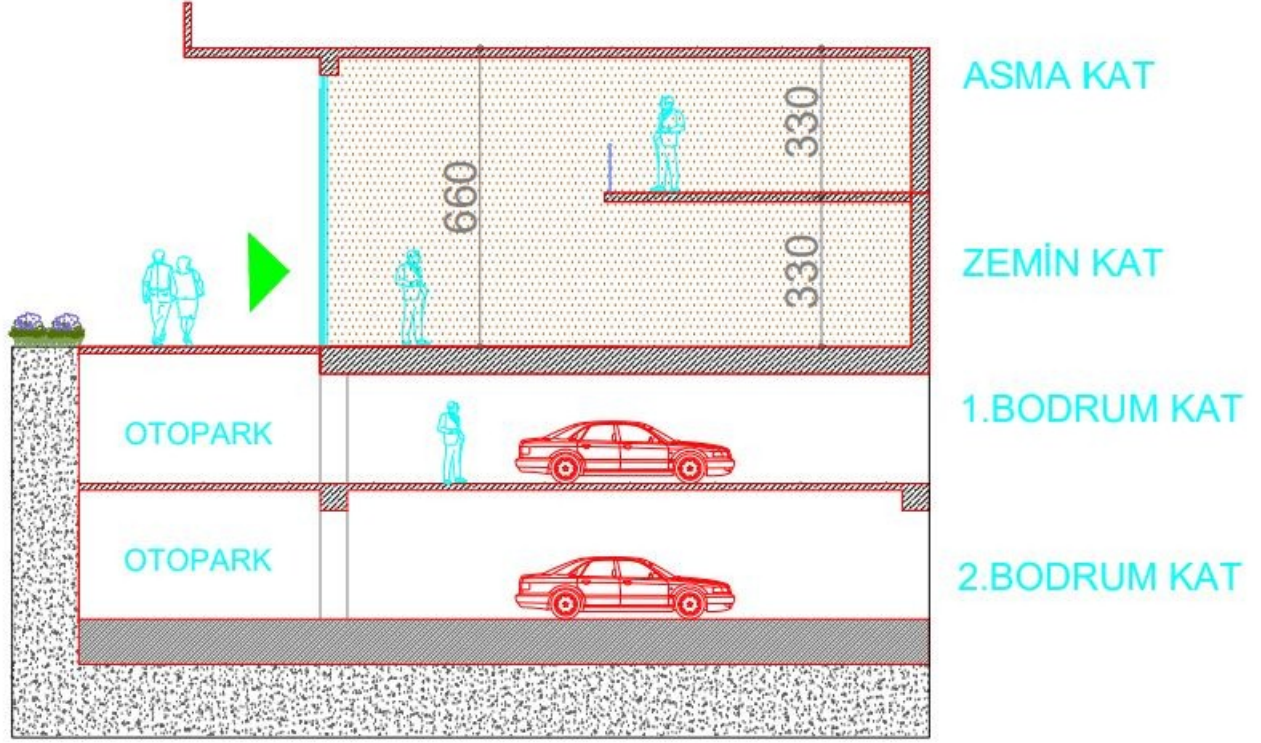 ASMA KAT
330
660
ZEMİN KAT
330
1.BODRUM KAT
OTOPARK
OTOPARK
2.BODRUM KAT